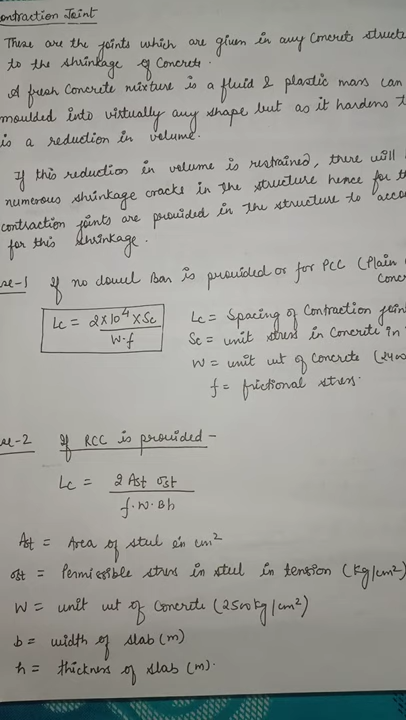 ontraction Joint
These are the joints which are given in any concrete structu
to the shrinkage of Concrete.
A fresh concrete mixture is a fluid & plastic mass can
moulded into virtually any shape but as it hardens t
is a reduction in volume.
If this reduction in volume is restrained, there will
numerous shrinkage cracks in the structure hence for th
contraction joints are provided in the structure to acco
for this shrinkage.
se-1 If no dowel Bar is provided or for PCC (Plain
Conc
Lc = 2×10⁴×Sc / W.f
Lc = Spacing of Contraction join
Sc = unit stress in Concrete in
W = unit wt of Concrete (2400
f = frictional stress.
se-2 If RCC is provided -
Lc = 2 Ast σst / f.W.Bh
Ast = Area of steel in cm²
σst = Permissible stress in steel in tension (Kg/cm²)
W = unit wt of Concrete (2500kg/cm²)
b = width of slab (m)
h = thickness of slab (m).